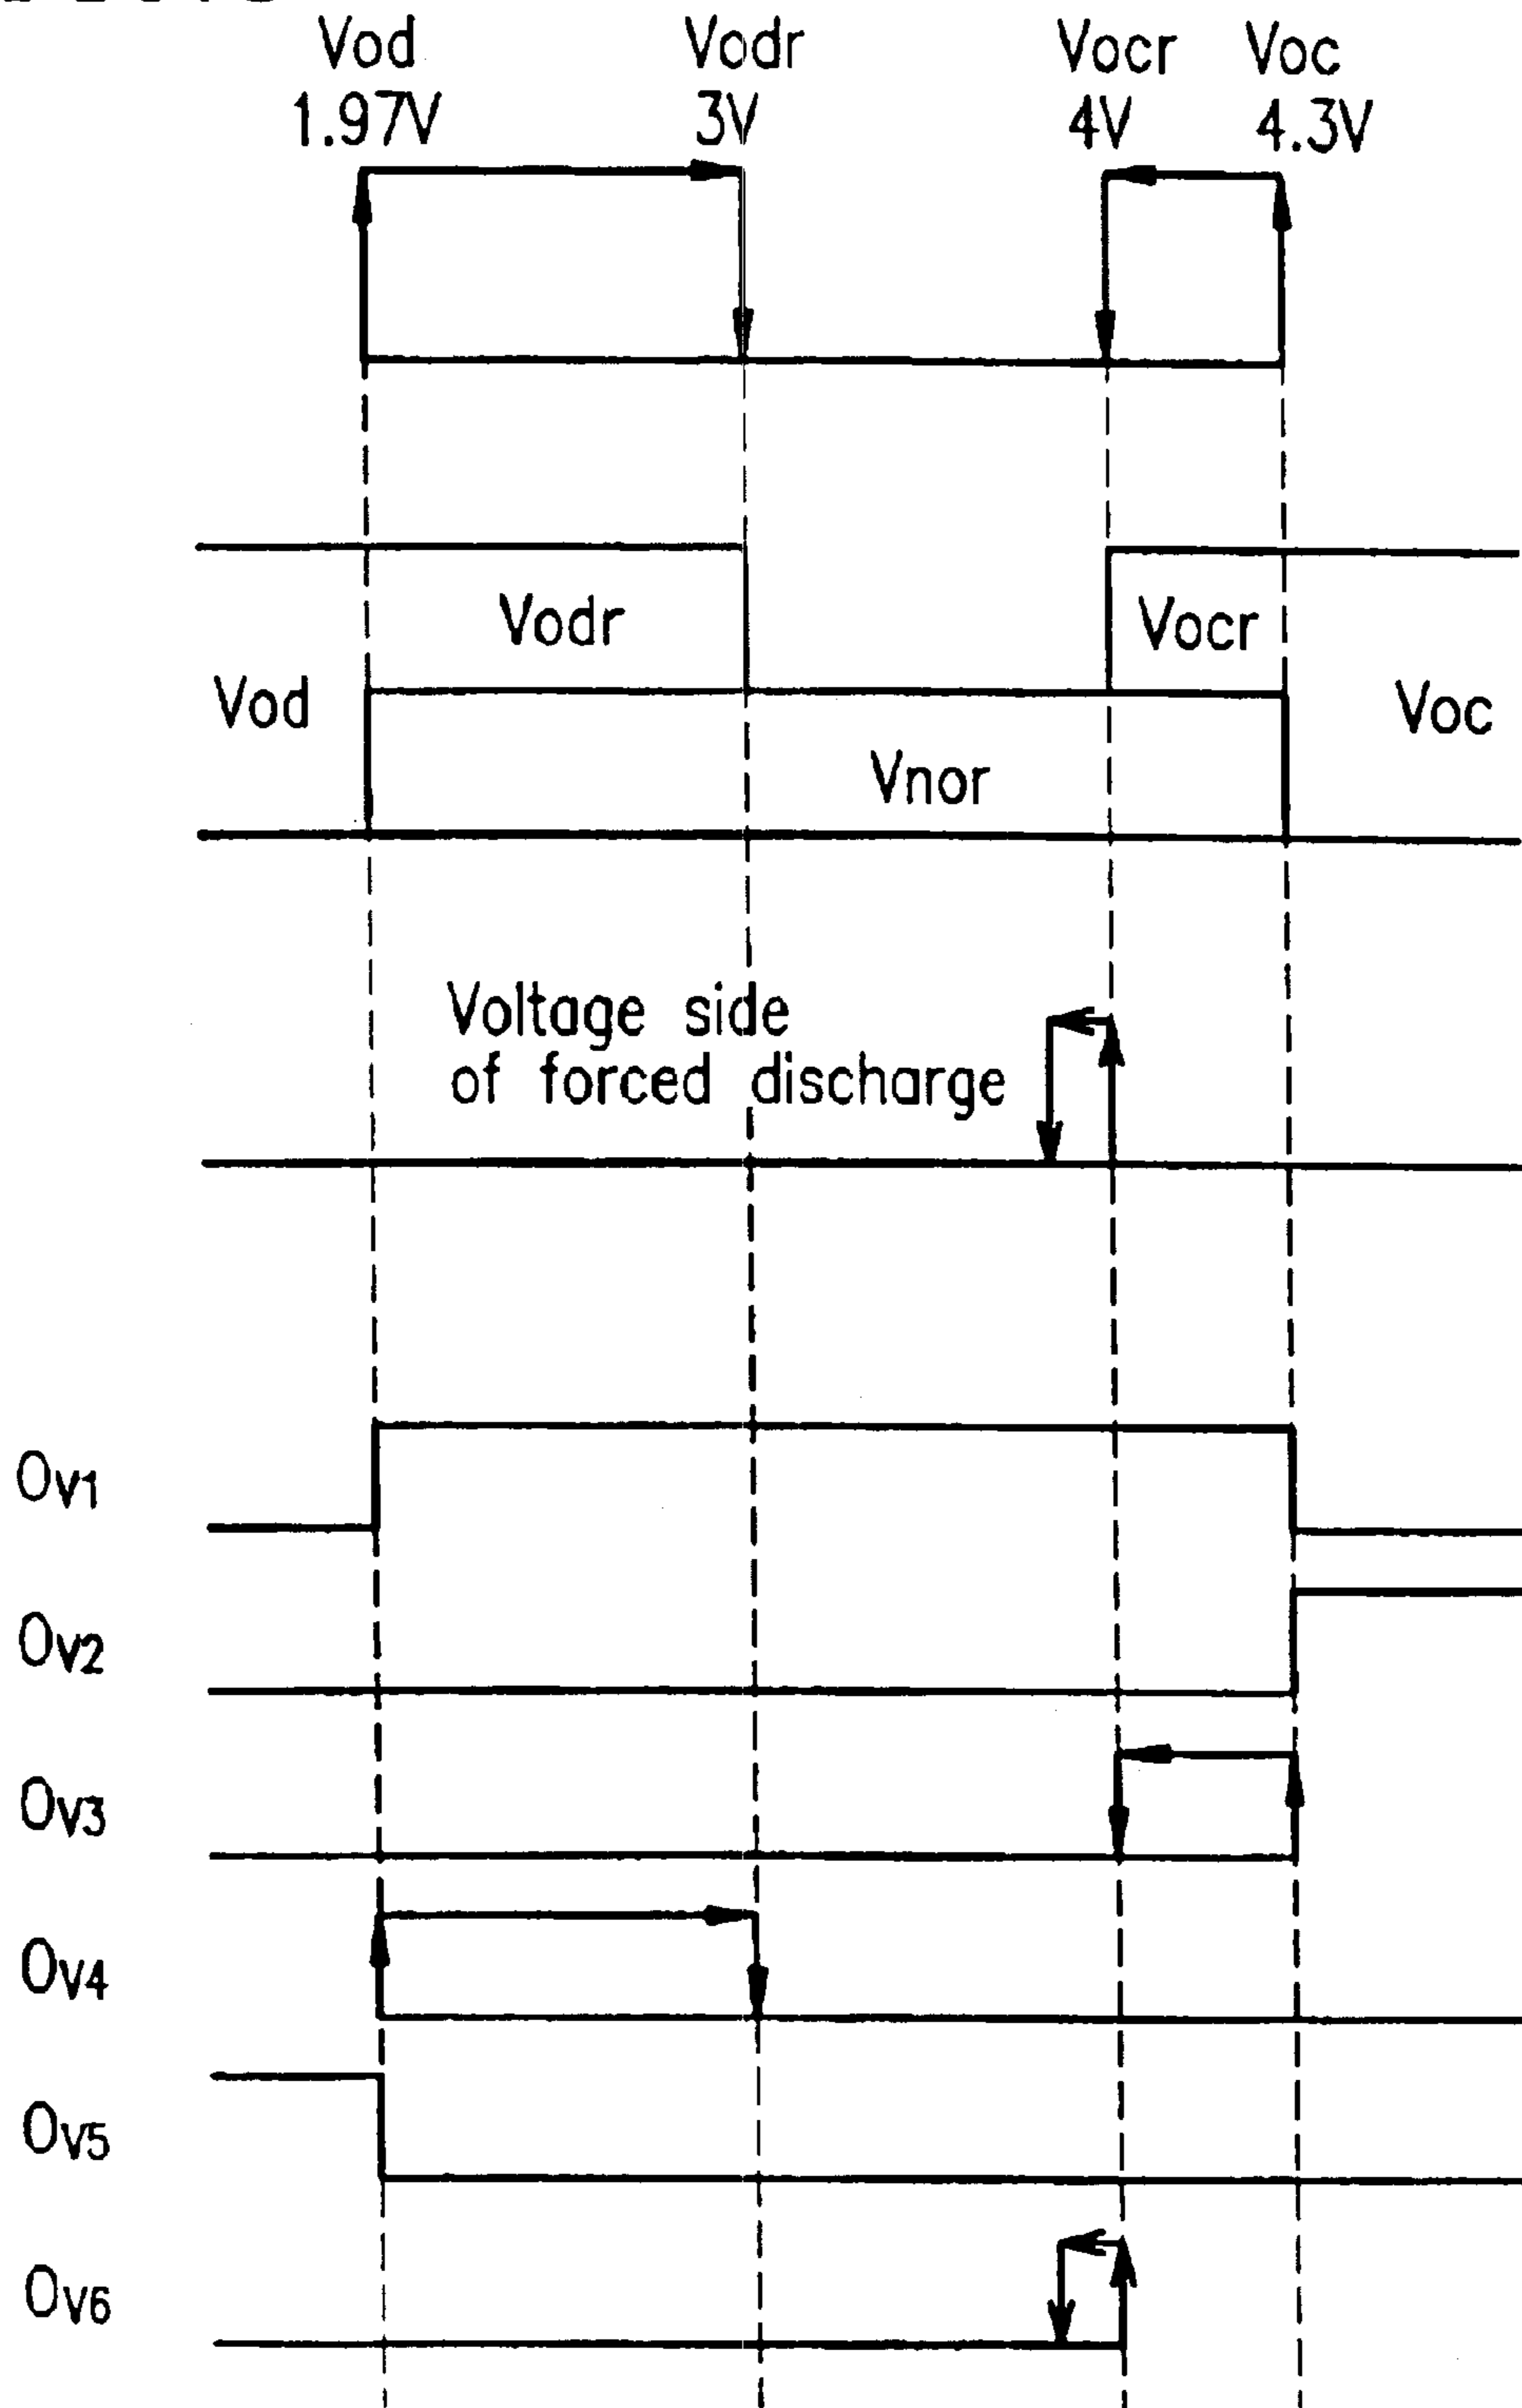 Vod Vodr Vocr Voc
1.97V 3V 4V 4.3V
Vodr Vocr
Vod Voc
Vnor
Voltage side
of forced discharge
Ov1
Ov2
Ov3
Ov4
Ov5
Ov6